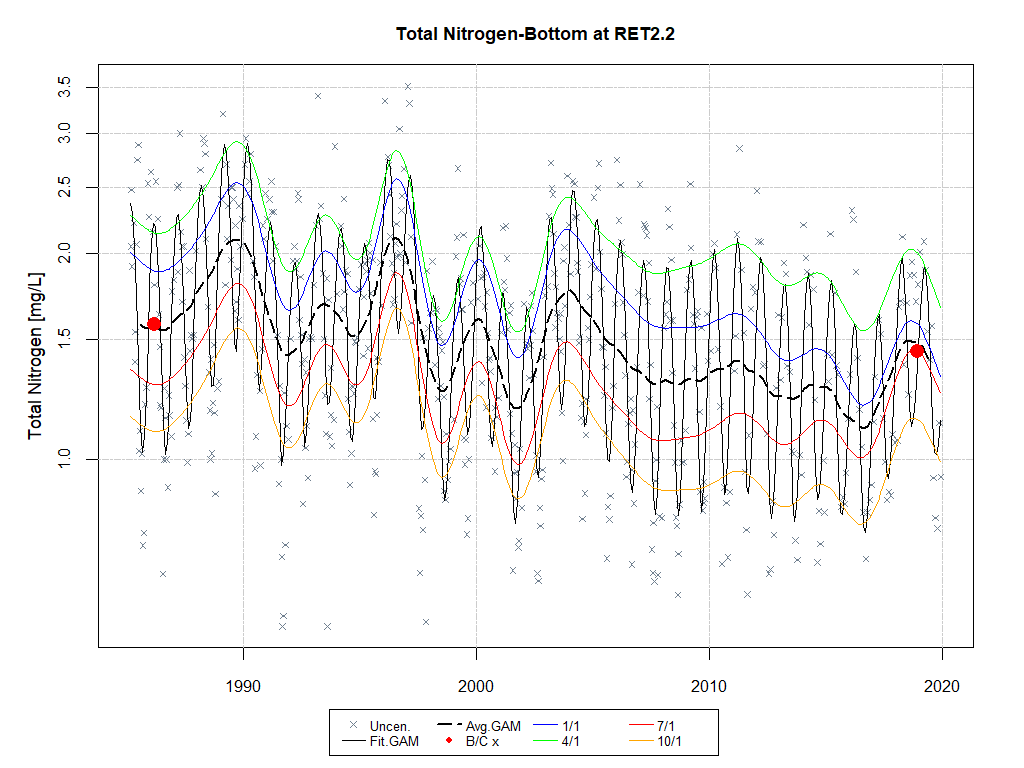 Total Nitrogen-Bottom at RET2.2
Total Nitrogen [mg/L]
3.5
3.0
2.5
2.0
1.5
1.0
1990 2000 2010 2020
Uncen. Avg.GAM 1/1 7/1
Fit.GAM B/C x 4/1 10/1